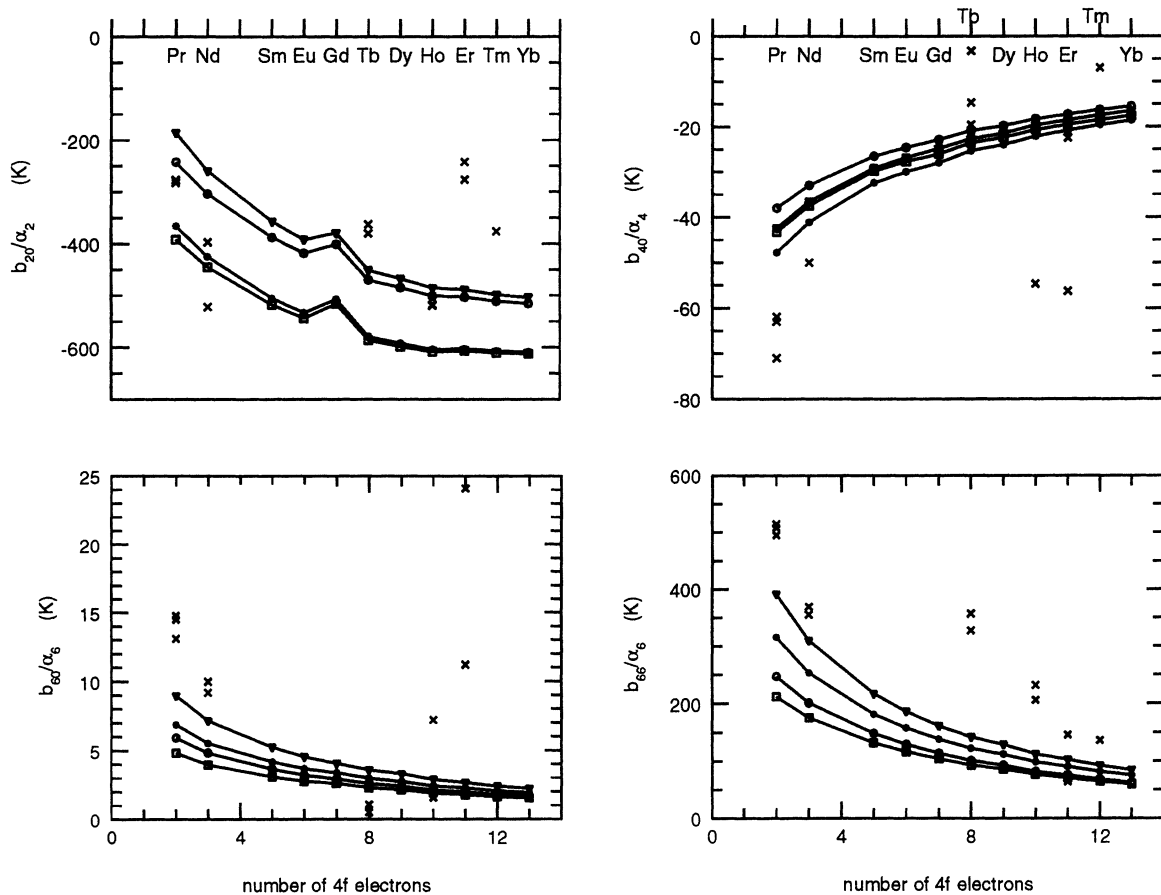 Tb Tm
0
-200
-400
-600
Pr Nd Sm Eu Gd Tb Dy Ho Er Tm Yb
b20/α2 (K)
0
-20
-40
-60
-80
Pr Nd Sm Eu Gd Dy Ho Er Yb
b40/α4 (K)
25
20
15
10
5
0
b60/α6 (K)
0 4 8 12
number of 4f electrons
600
400
200
0
b66/α6 (K)
0 4 8 12
number of 4f electrons